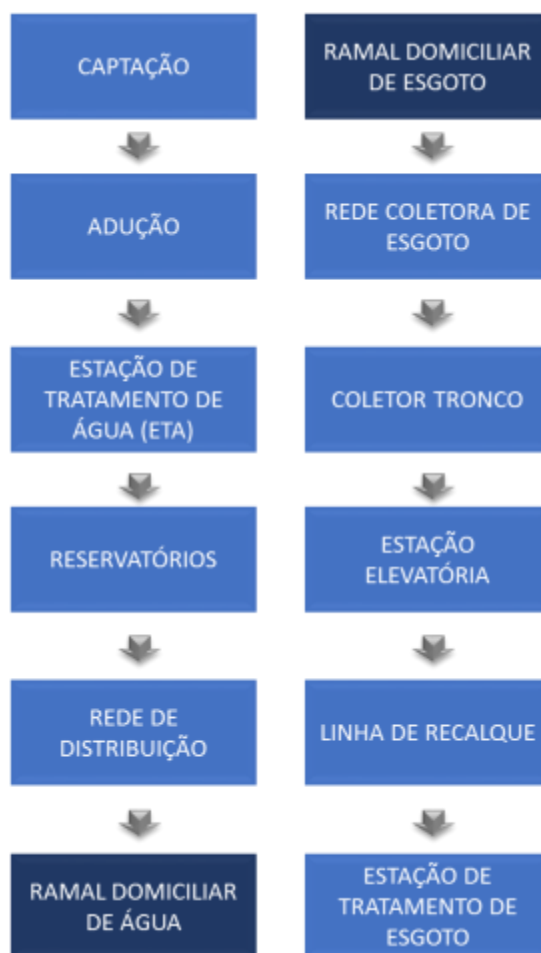 CAPTAÇÃO
ADUÇÃO
ESTAÇÃO DE
TRATAMENTO DE
ÁGUA (ETA)
RESERVATÓRIOS
REDE DE
DISTRIBUIÇÃO
RAMAL DOMICILIAR
DE ÁGUA
RAMAL DOMICILIAR
DE ESGOTO
REDE COLETORA DE
ESGOTO
COLETOR TRONCO
ESTAÇÃO
ELEVATÓRIA
LINHA DE RECALQUE
ESTAÇÃO DE
TRATAMENTO DE
ESGOTO